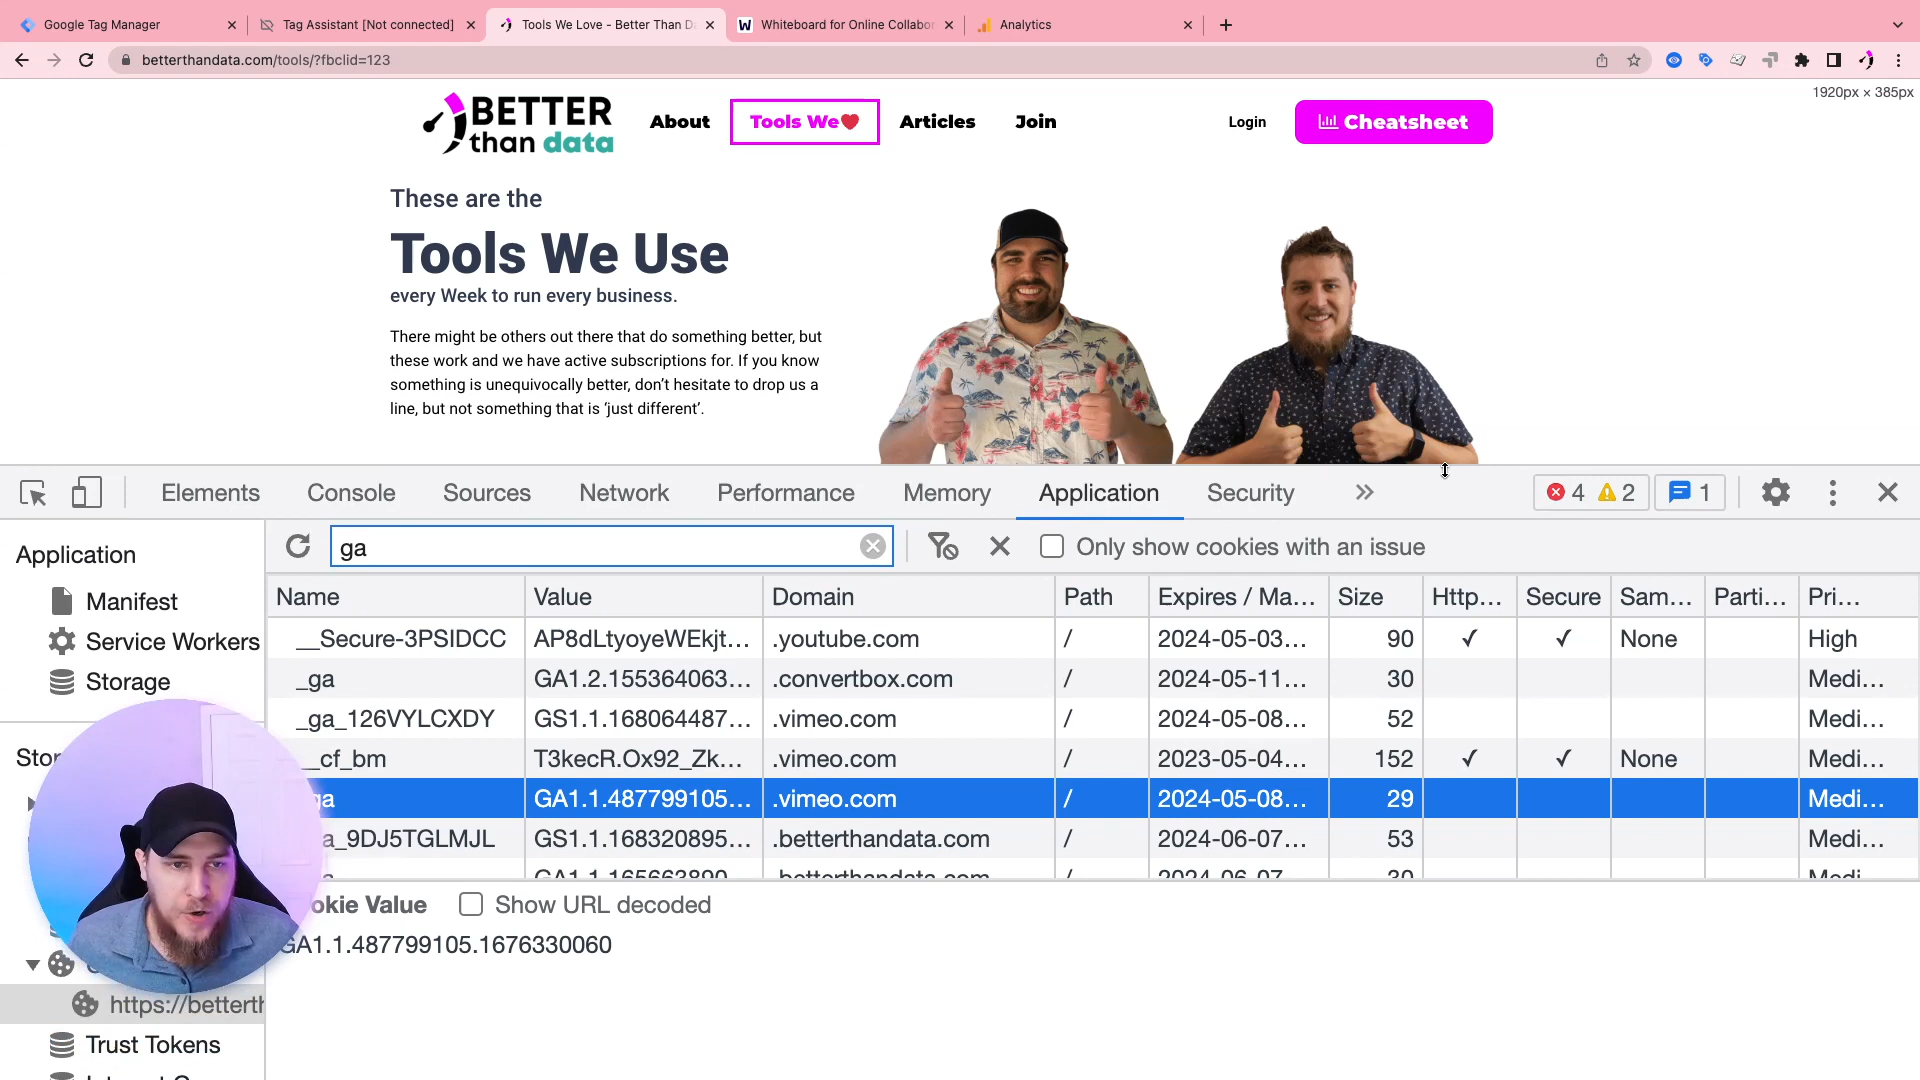 Google Tag Manager
Tag Assistant [Not connected]
Tools We Love - Better Than D
Whiteboard for Online Collabor
Analytics
betterthandata.com/tools/?fbclid=123
1920px × 385px
BETTER
than data
About
Tools We❤
Articles
Join
Login
Cheatsheet
These are the
Tools We Use
every Week to run every business.
There might be others out there that do something better, but
these work and we have active subscriptions for. If you know
something is unequivocally better, don't hesitate to drop us a
line, but not something that is 'just different'.
Elements Console Sources Network Performance Memory Application Security » 4 2 1
Application
Manifest
Service Workers
Storage
https://betterth
Trust Tokens
ga
Only show cookies with an issue
Name Value Domain Path Expires / Ma... Size Http... Secure Sam... Parti... Pri...
__Secure-3PSIDCC AP8dLtyoyeWEkjt... .youtube.com / 2024-05-03... 90 ✓ ✓ None High
_ga GA1.2.155364063... .convertbox.com / 2024-05-11... 30 Medi...
_ga_126VYLCXDY GS1.1.168064487... .vimeo.com / 2024-05-08... 52 Medi...
__cf_bm T3kecR.Ox92_Zk... .vimeo.com / 2023-05-04... 152 ✓ ✓ None Medi...
ga GA1.1.487799105... .vimeo.com / 2024-05-08... 29 Medi...
a_9DJ5TGLMJL GS1.1.168320895... .betterthandata.com / 2024-06-07... 53 Medi...
okie Value Show URL decoded
GA1.1.487799105.1676330060